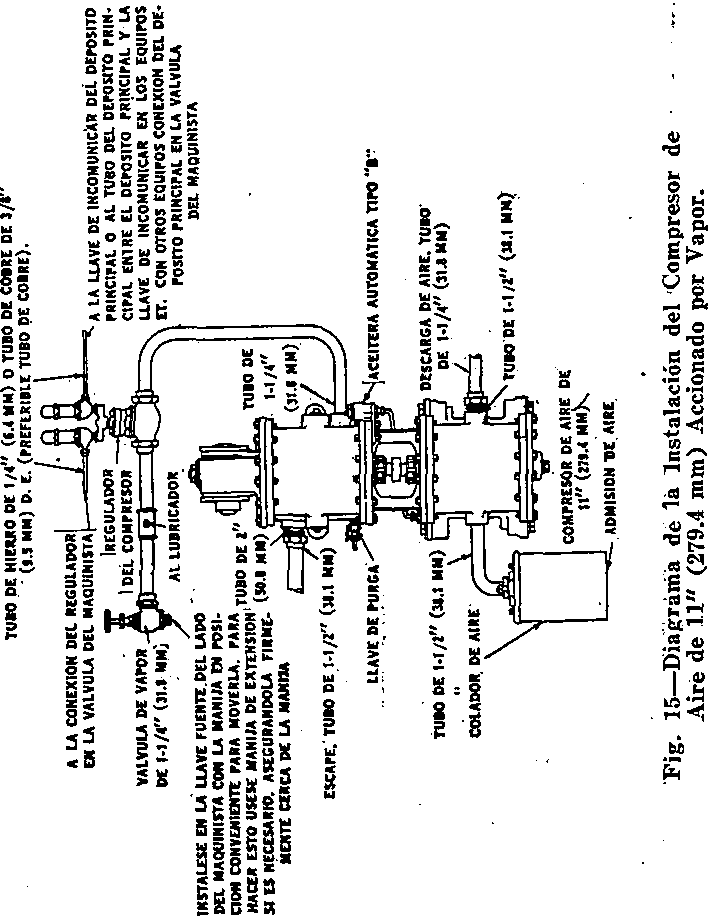 TUBO DE HIERRO DE 1/4" (6.4 MM) O TUBO DE COBRE DE 3/8"
(9.5 MM) D. E. (PREFERIBLE TUBO DE COBRE).
A LA CONEXION DEL REGULADOR
EN LA VALVULA DEL MAQUINISTA
A LA LLAVE DE INCOMUNICAR DEL DEPOSITO
PRINCIPAL O AL TUBO DEL DEPOSITO PRIN-
CIPAL ENTRE EL DEPOSITO PRINCIPAL Y LA
LLAVE DE INCOMUNICAR EN LOS EQUIPOS
ET. CON OTROS EQUIPOS CONEXION DEL DE-
POSITO PRINCIPAL EN LA VALVULA
DEL MAQUINISTA
REGULADOR
DEL COMPRESOR
VALVULA DE VAPOR
DE 1-1/4" (31.8 MM)
AL LUBRICADOR
INSTALESE EN LA LLAVE FUENTE DEL LADO
DEL MAQUINISTA CON LA MANIJA EN POSI-
CION CONVENIENTE PARA MOVERLA, PARA
HACER ESTO USESE MANIJA DE EXTENSION
SI ES NECESARIO, ASEGURANDOLA FIRME-
MENTE CERCA DE LA MANIJA
TUBO DE 2"
(50.8 MM)
TUBO DE
1-1/4"
(31.8 MM)
ESCAPE, TUBO DE 1-1/2" (38.1 MM)
LLAVE DE PURGA
ACEITERA AUTOMATICA TIPO "B"
DESCARGA DE AIRE, TUBO
DE 1-1/4" (31.8 MM)
TUBO DE 1-1/2" (38.1 MM)
TUBO DE 1-1/2" (38.1 MM)
COLADOR DE AIRE
COMPRESOR DE AIRE DE
11" (279.4 MM)
ADMISION DE AIRE
Fig. 15—Diagrama de la Instalación del Compresor de
Aire de 11" (279.4 mm) Accionado por Vapor.